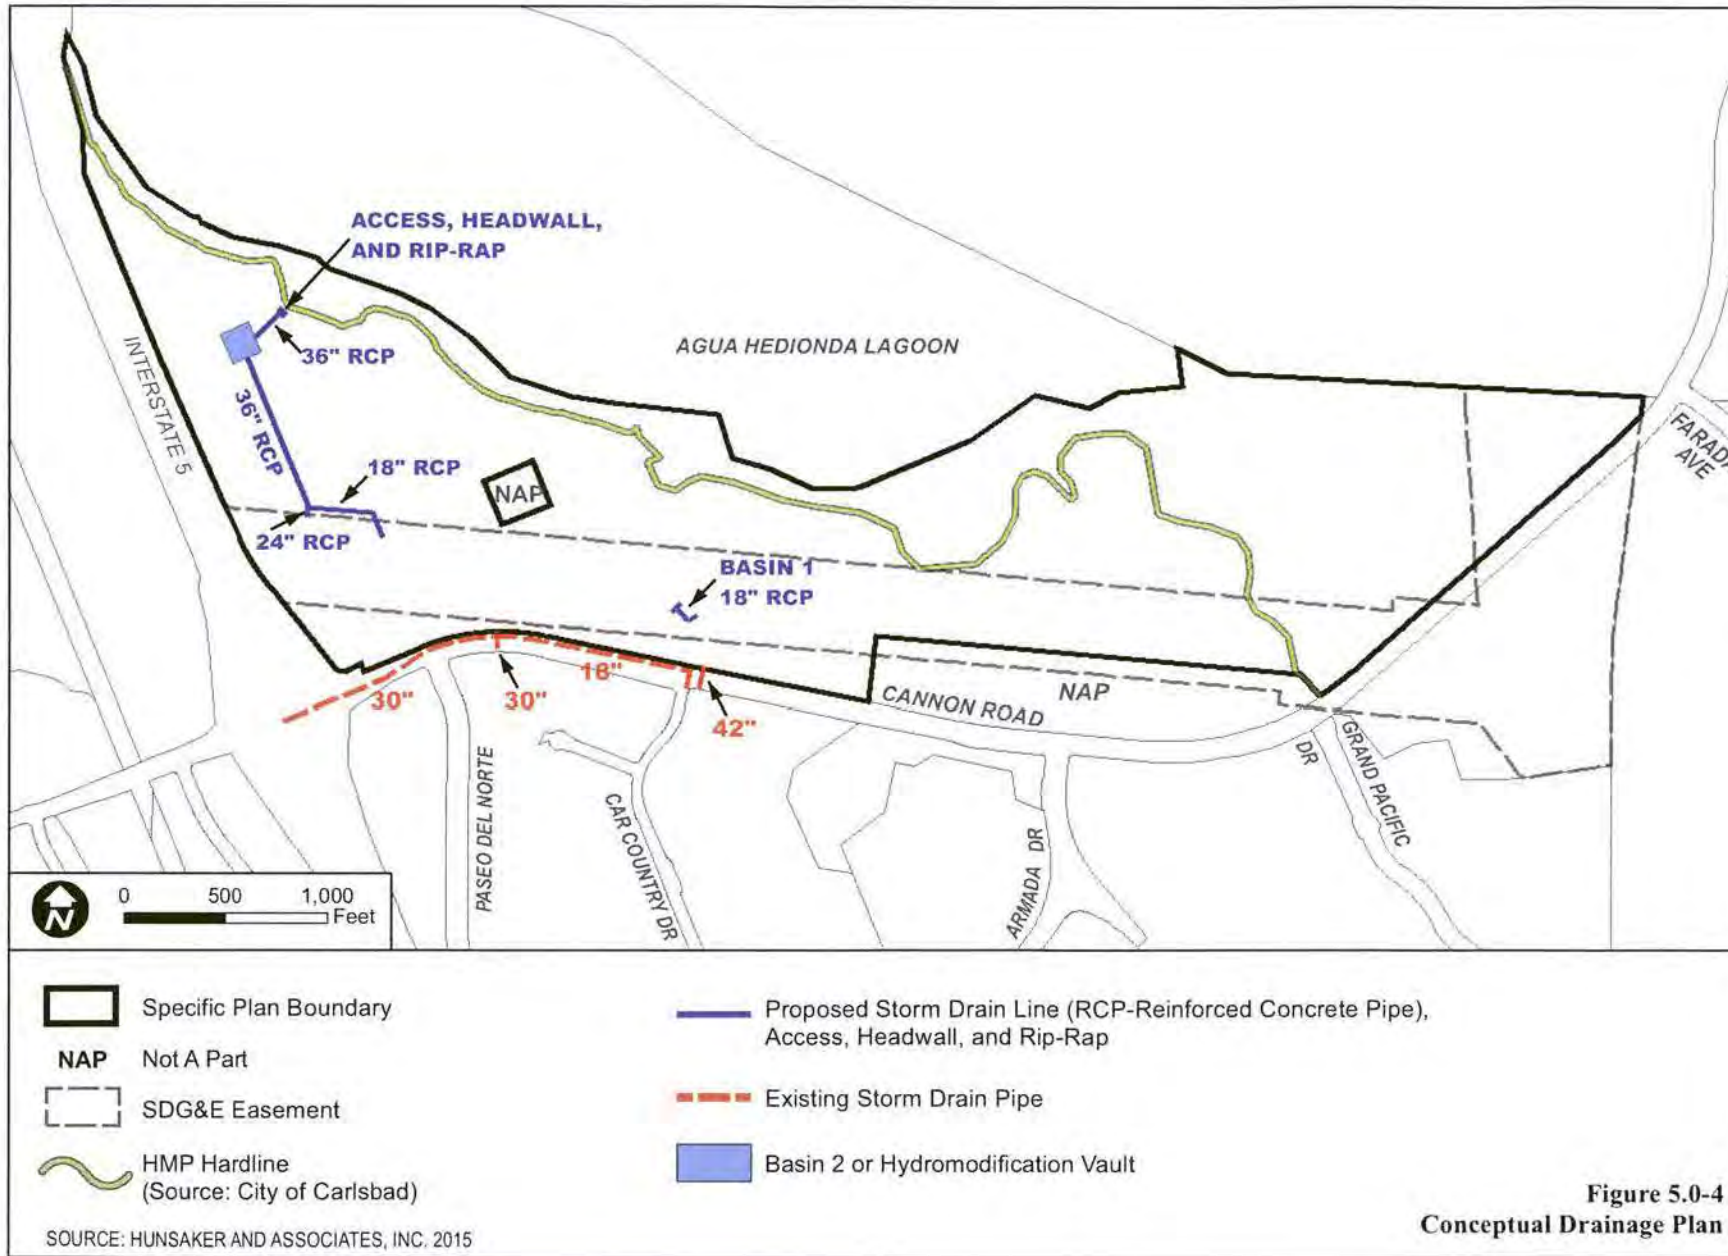 ACCESS, HEADWALL,
AND RIP-RAP
36" RCP
AGUA HEDIONDA LAGOON
INTERSTATE 5
36" RCP
18" RCP
NAP
24" RCP
BASIN 1
18" RCP
FARADA
AVE
30"
30"
18"
42"
CANNON ROAD
NAP
PASEO DEL NORTE
CAR COUNTRY DR
ARMADA DR
DR
GRAND PACIFIC
N
0 500 1,000
Feet
Specific Plan Boundary
NAP Not A Part
SDG&E Easement
HMP Hardline
(Source: City of Carlsbad)
Proposed Storm Drain Line (RCP-Reinforced Concrete Pipe),
Access, Headwall, and Rip-Rap
Existing Storm Drain Pipe
Basin 2 or Hydromodification Vault
SOURCE: HUNSAKER AND ASSOCIATES, INC. 2015
Figure 5.0-4
Conceptual Drainage Plan